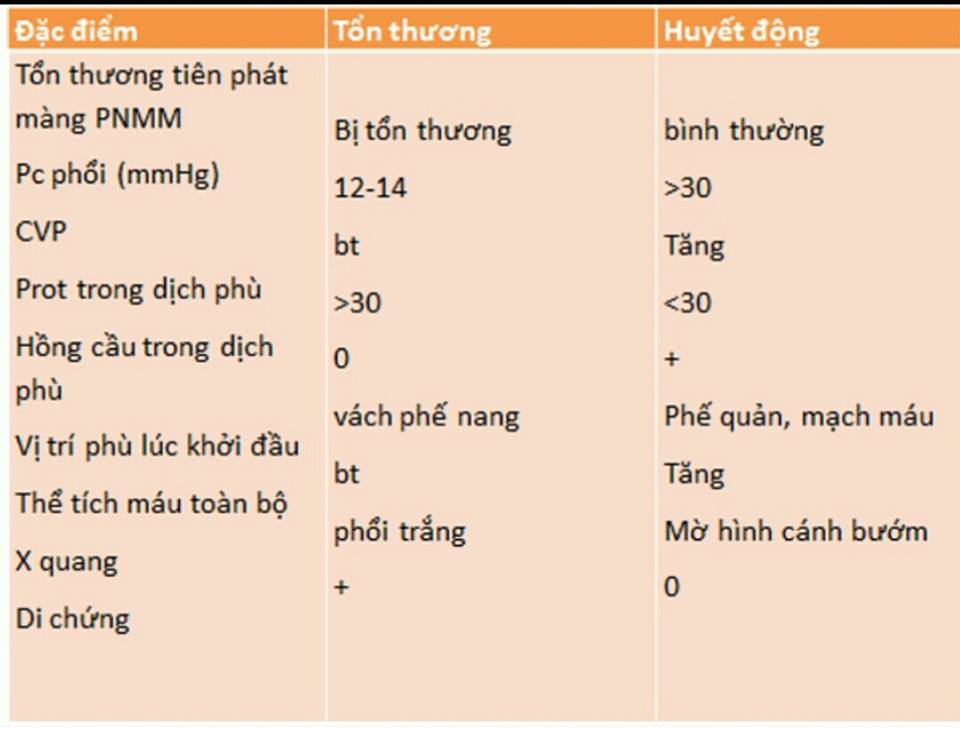 Đặc điểm
Tổn thương
Huyết động
Tổn thương tiên phát
màng PNMM
Pc phổi (mmHg)
CVP
Prot trong dịch phù
Hồng cầu trong dịch
phù
Vị trí phù lúc khởi đầu
Thể tích máu toàn bộ
X quang
Di chứng
Bị tổn thương
12-14
bt
>30
0
vách phế nang
bt
phổi trắng
+
bình thường
>30
Tăng
<30
+
Phế quản, mạch máu
Tăng
Mờ hình cánh bướm
0